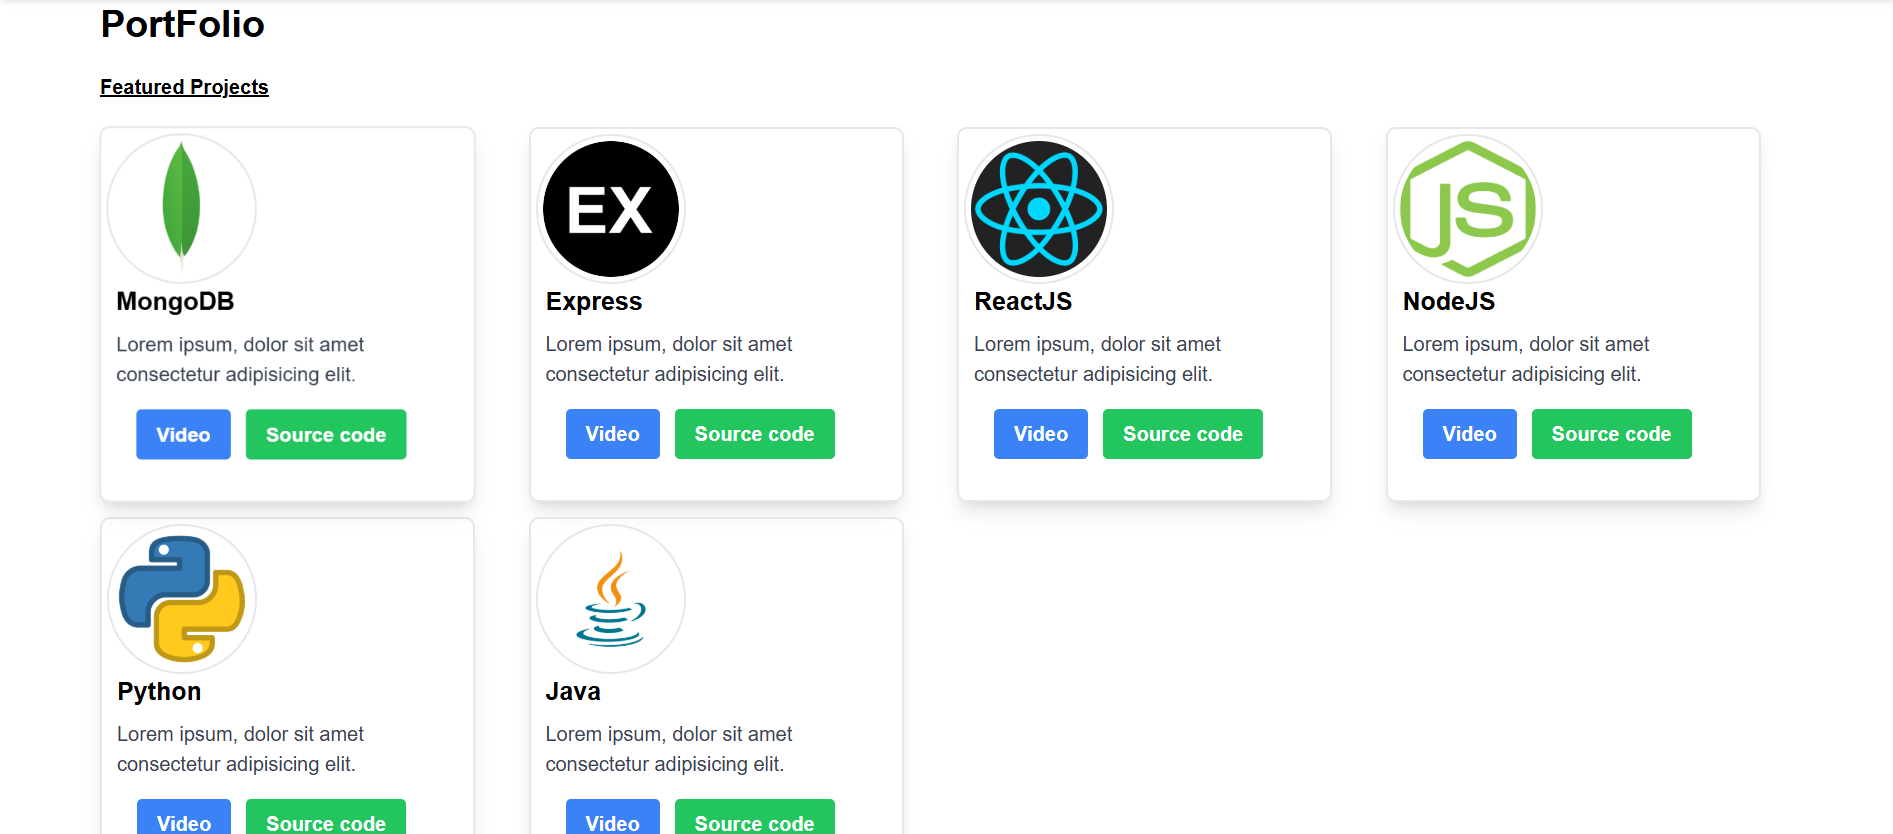 PortFolio
Featured Projects
EX
MongoDB
Lorem ipsum, dolor sit amet
consectetur adipisicing elit.
Video
Source code
Express
Lorem ipsum, dolor sit amet
consectetur adipisicing elit.
Video
Source code
ReactJS
Lorem ipsum, dolor sit amet
consectetur adipisicing elit.
Video
Source code
JS
NodeJS
Lorem ipsum, dolor sit amet
consectetur adipisicing elit.
Video
Source code
Python
Lorem ipsum, dolor sit amet
consectetur adipisicing elit.
Video
Source code
Java
Lorem ipsum, dolor sit amet
consectetur adipisicing elit.
Video
Source code